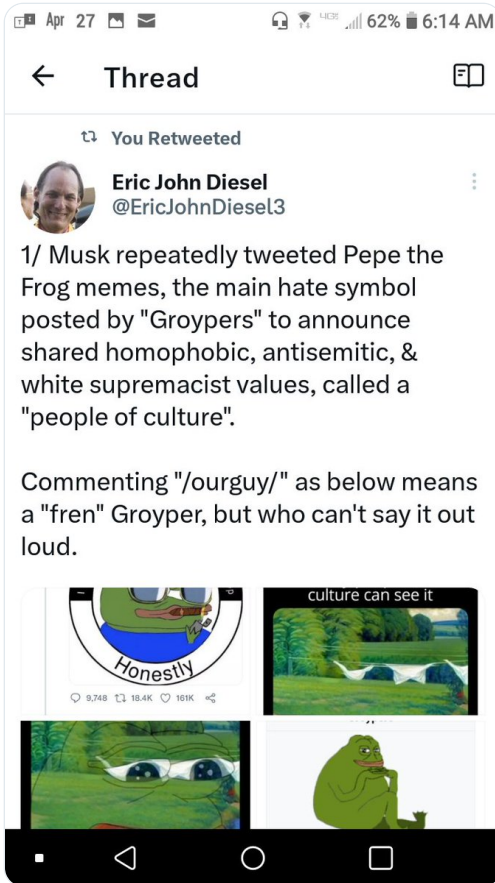 Apr 27
62% 6:14 AM
Thread
You Retweeted
Eric John Diesel
@EricJohnDiesel3
1/ Musk repeatedly tweeted Pepe the
Frog memes, the main hate symbol
posted by "Groypers" to announce
shared homophobic, antisemitic, &
white supremacist values, called a
"people of culture".
Commenting "/ourguy/" as below means
a "fren" Groyper, but who can't say it out
loud.
Honestly
9,748 18.4K 161K
culture can see it